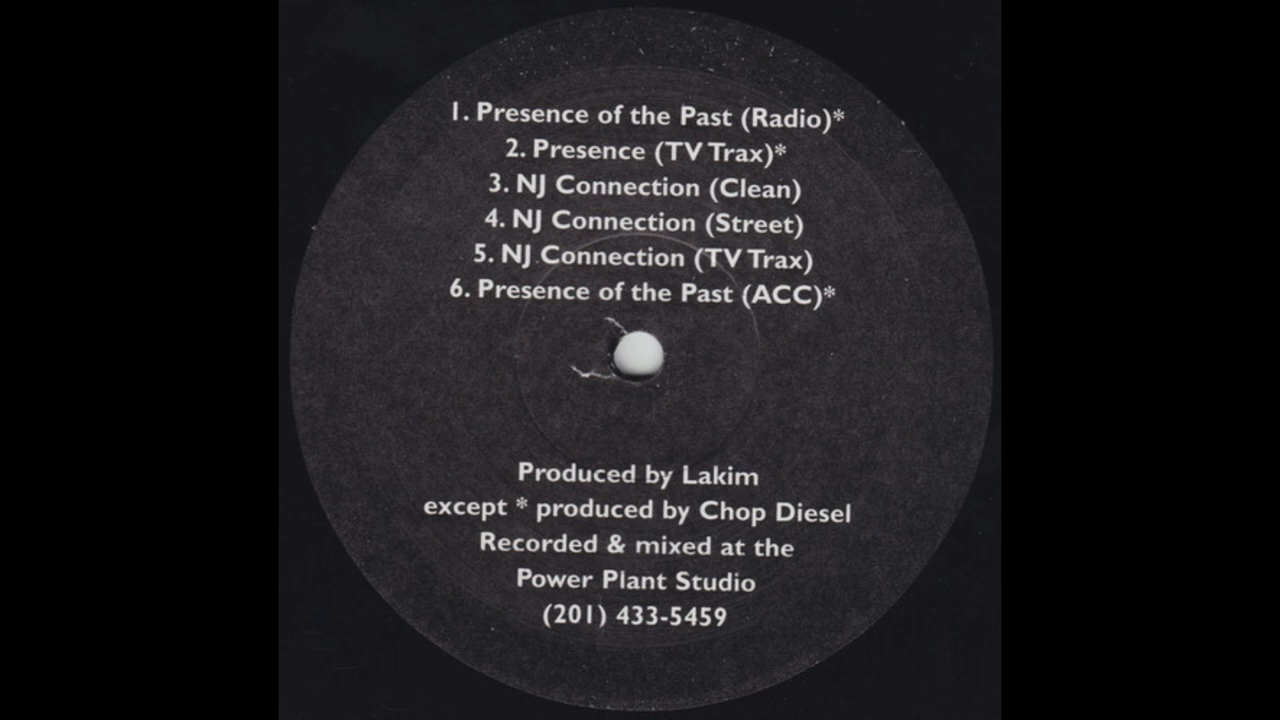 1. Presence of the Past (Radio)*
2. Presence (TV Trax)*
3. NJ Connection (Clean)
4. NJ Connection (Street)
5. NJ Connection (TV Trax)
6. Presence of the Past (ACC)*
Produced by Lakim
except * produced by Chop Diesel
Recorded & mixed at the
Power Plant Studio
(201) 433-5459